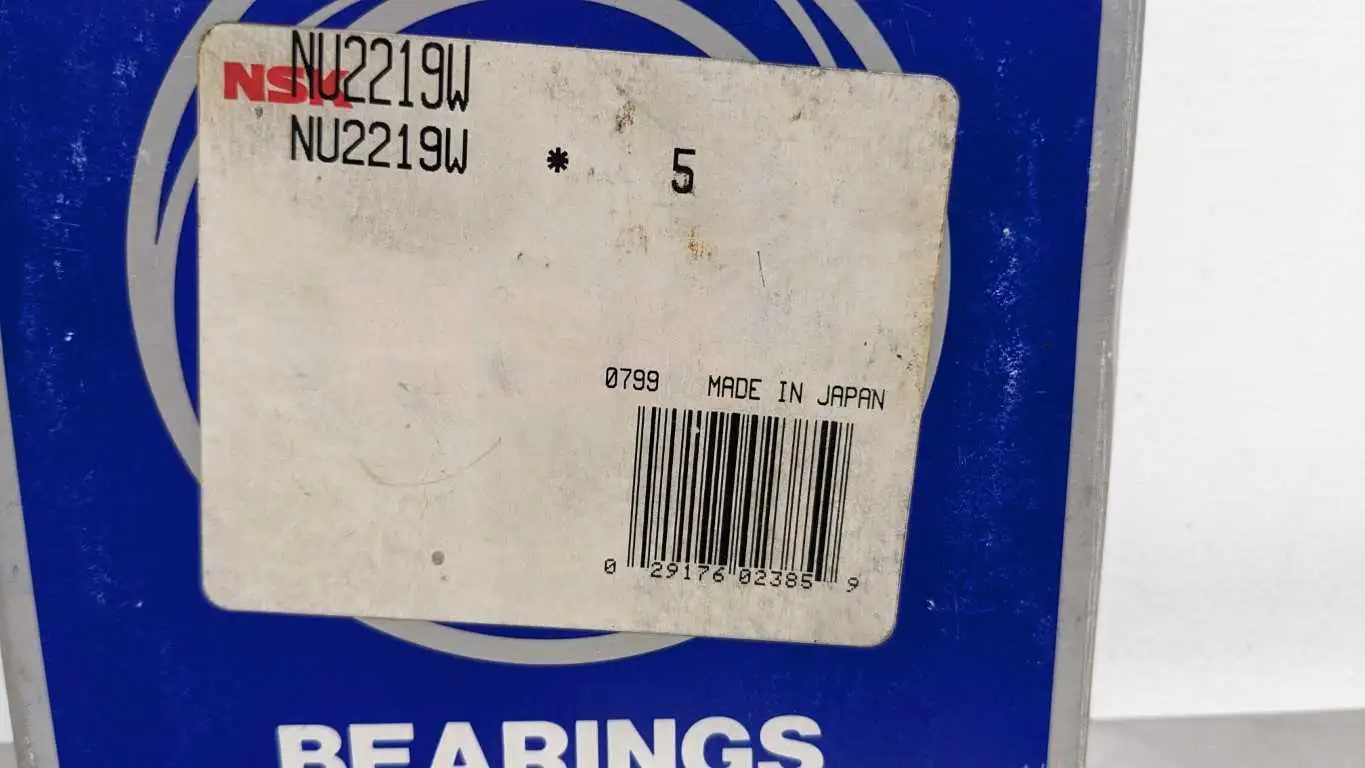 NSK NU2219W
NU2219W * 5
0799 MADE IN JAPAN
0 29176 02385 9
BEARINGS